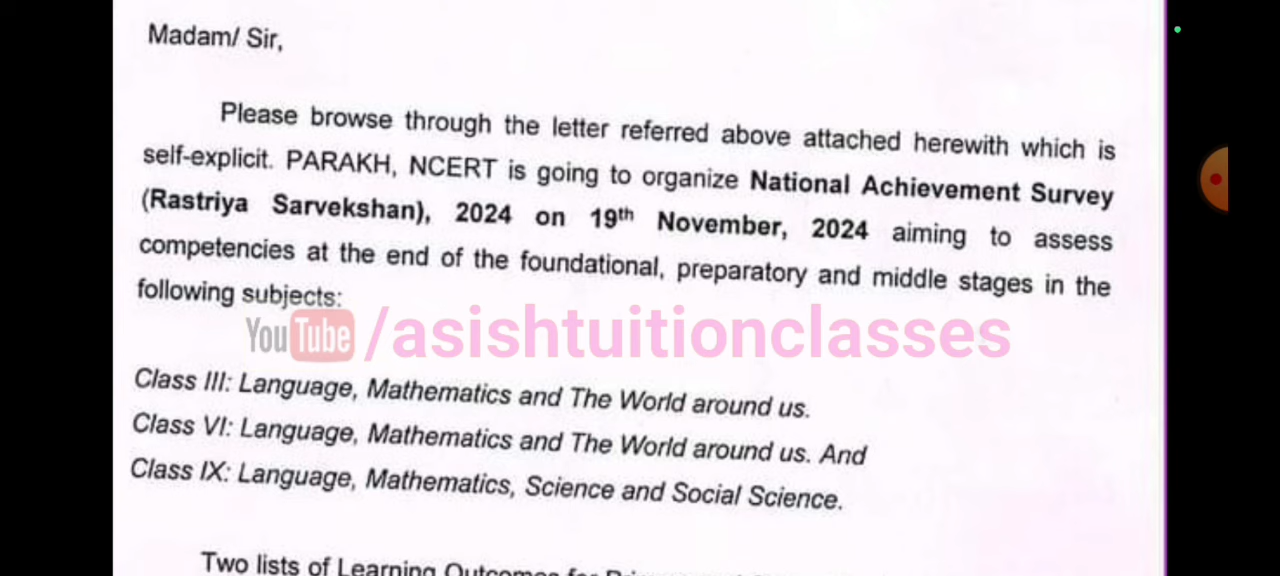 Madam/ Sir,
Please browse through the letter referred above attached herewith which is
self-explicit. PARAKH, NCERT is going to organize National Achievement Survey
(Rastriya Sarvekshan), 2024 on 19th November, 2024 aiming to assess
competencies at the end of the foundational, preparatory and middle stages in the
following subjects:
YouTube /asishtuitionclasses
Class III: Language, Mathematics and The World around us.
Class VI: Language, Mathematics and The World around us. And
Class IX: Language, Mathematics, Science and Social Science.
Two lists of Learning Outcomes for